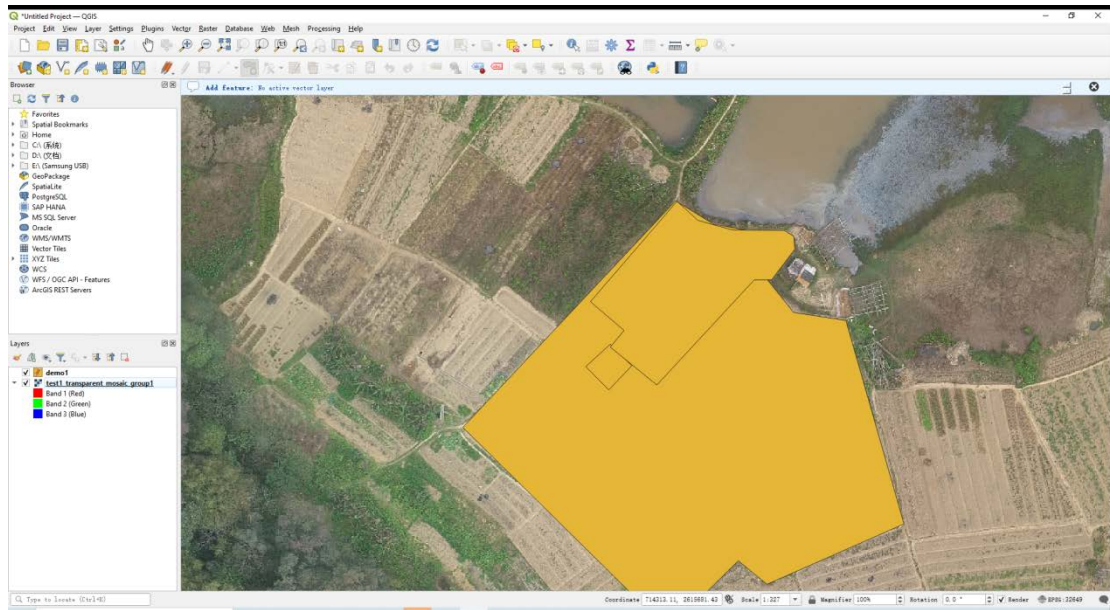 *Untitled Project — QGIS
Project Edit View Layer Settings Plugins Vector Raster Database Web Mesh Processing Help
Browser
Add feature: No active vector layer
Favorites
Spatial Bookmarks
Home
C:\ (系统)
D:\ (文档)
E:\ (Samsung USB)
GeoPackage
SpatiaLite
PostgreSQL
SAP HANA
MS SQL Server
Oracle
WMS/WMTS
Vector Tiles
XYZ Tiles
WCS
WFS / OGC API - Features
ArcGIS REST Servers
Layers
demo1
test1_transparent_mosaic_group1
Band 1 (Red)
Band 2 (Green)
Band 3 (Blue)
Type to locate (Ctrl+K)
Coordinate 714313.11, 2615681.43 Scale 1:327 Magnifier 100% Rotation 0.0 ° Render EPSG:32649